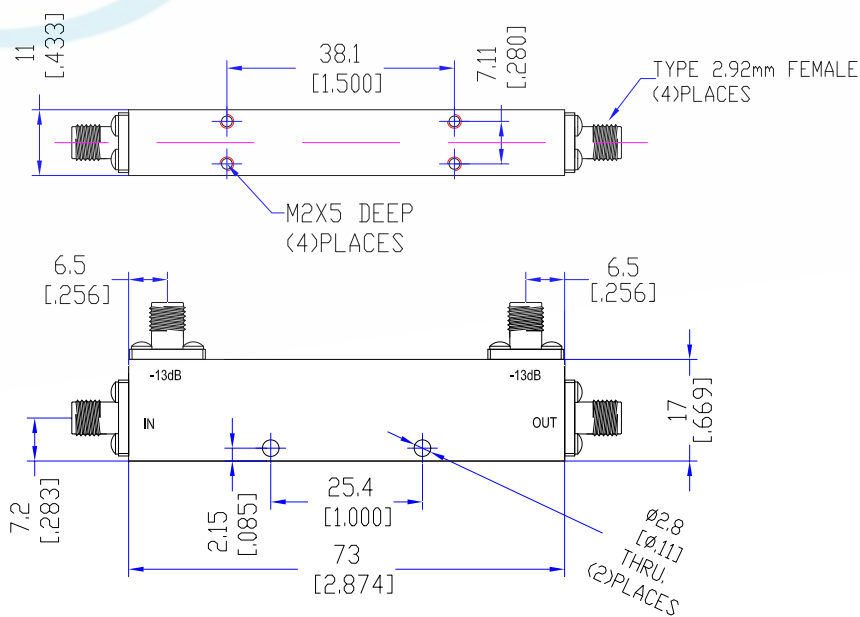 11
[.433]
38.1
[1.500]
7.11
[.280]
TYPE 2.92mm FEMALE
(4)PLACES
M2X5 DEEP
(4)PLACES
6.5
[.256]
6.5
[.256]
-13dB
-13dB
IN
OUT
17
[.669]
7.2
[.283]
2.15
[.085]
25.4
[1.000]
73
[2.874]
Ø2.8
[Ø.11]
THRU.
(2)PLACES